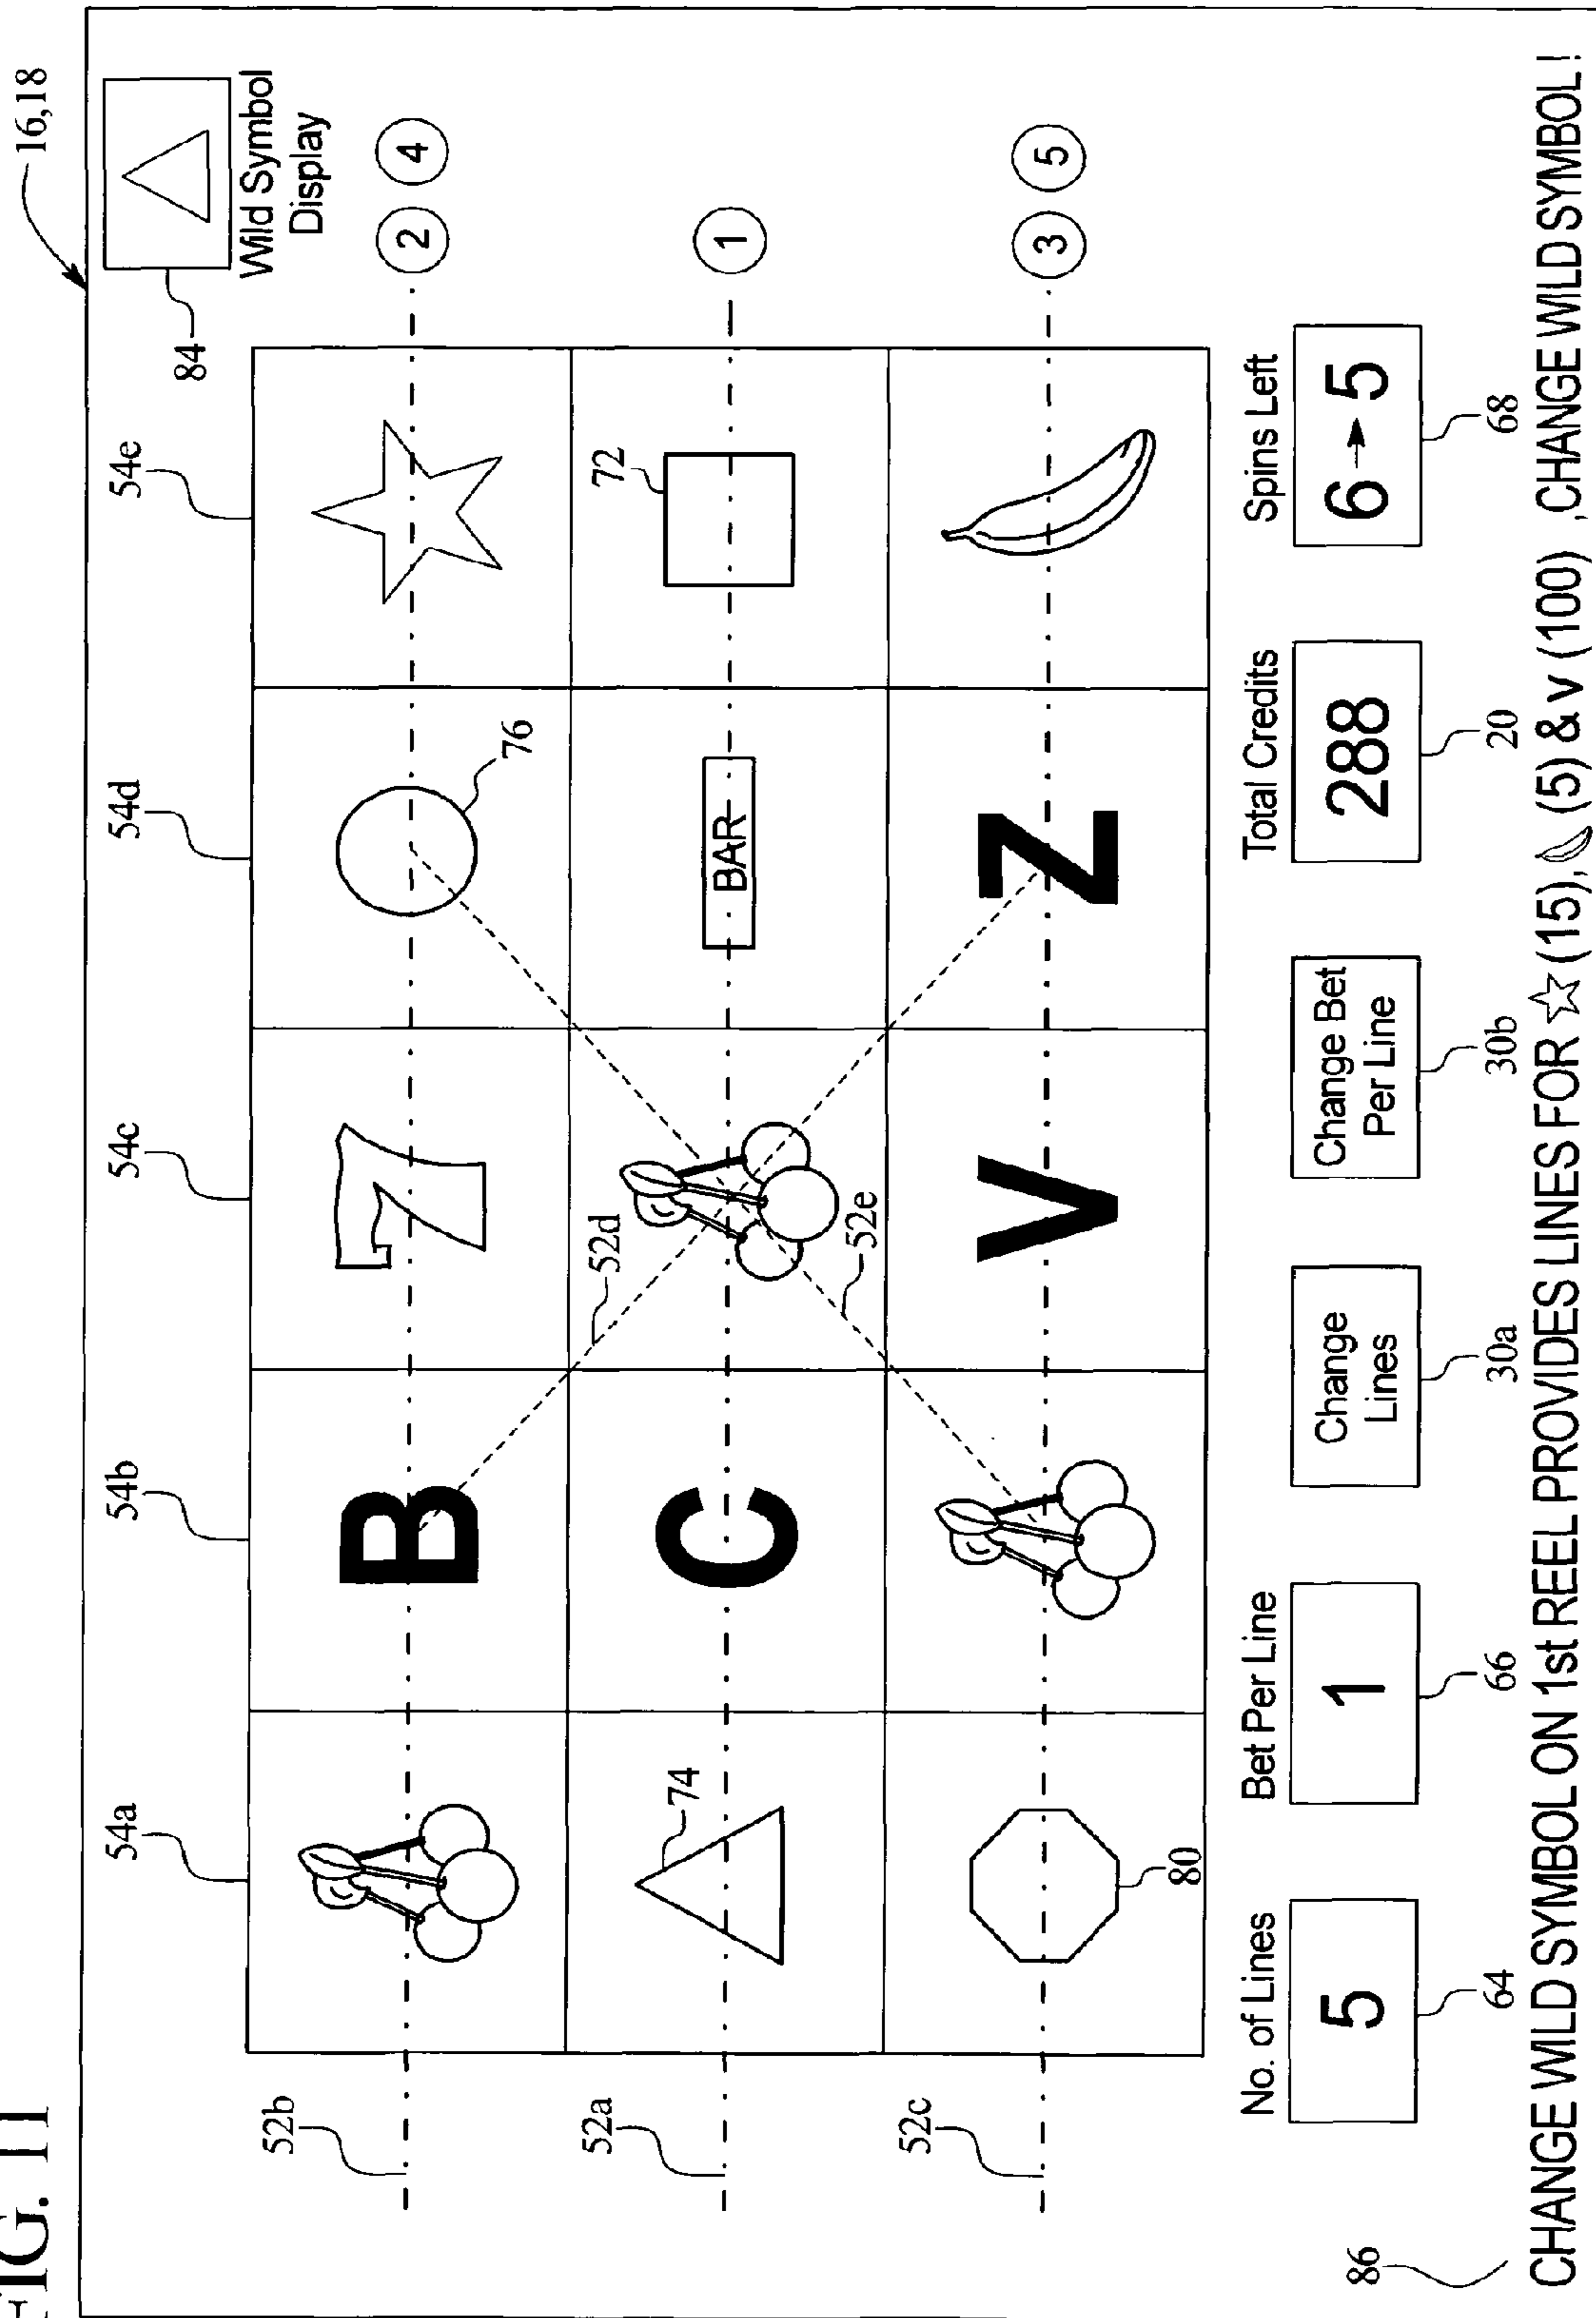 FIG. 11
16,18
54a 54b 54c 54d 54e
84
Wild Symbol
Display
52b
B 7
76
2 4
52d
52a
74
C
BAR
72
1
52e
52c
80
V Z
3 5
No. of Lines Bet Per Line Total Credits Spins Left
5 1 Change
Lines Change Bet
Per Line 288 6 5
64 66 30a 30b 20 68
86
CHANGE WILD SYMBOL ON 1st REEL PROVIDES LINES FOR (15), (5) & v (100) ,CHANGE WILD SYMBOL!